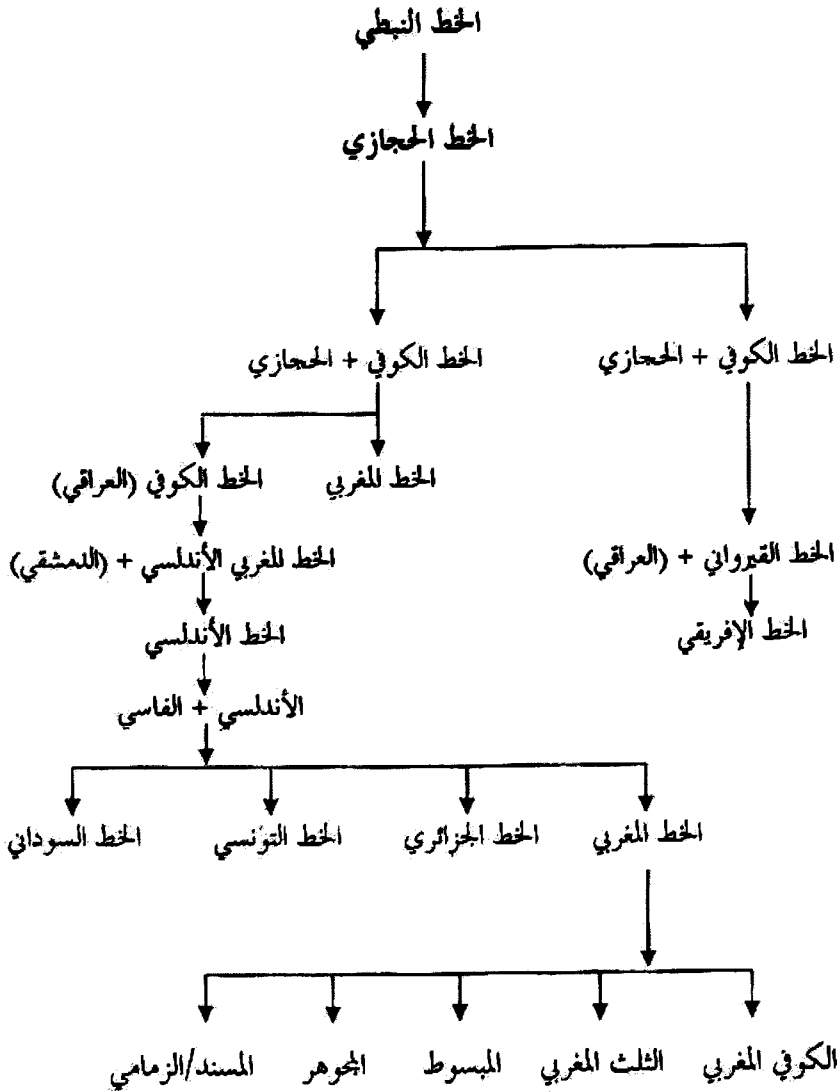 الخط النبطي
الخط الحجازي
الخط الكوفي + الحجازي
الخط الكوفي + الحجازي
الخط للغربي
الخط الكوفي (العراقي)
الخط القيرواني + (العراقي)
الخط للغربي الأندلسي + (الدمشقي)
الخط الإفريقي
الخط الأندلسي
الأندلسي + الفاسي
الخط المغربي
الخط الجزائري
الخط التونسي
الخط السوداني
الكوفي المغربي
الثلث المغربي
المبسوط
المجوهر
المسند/الزمامي